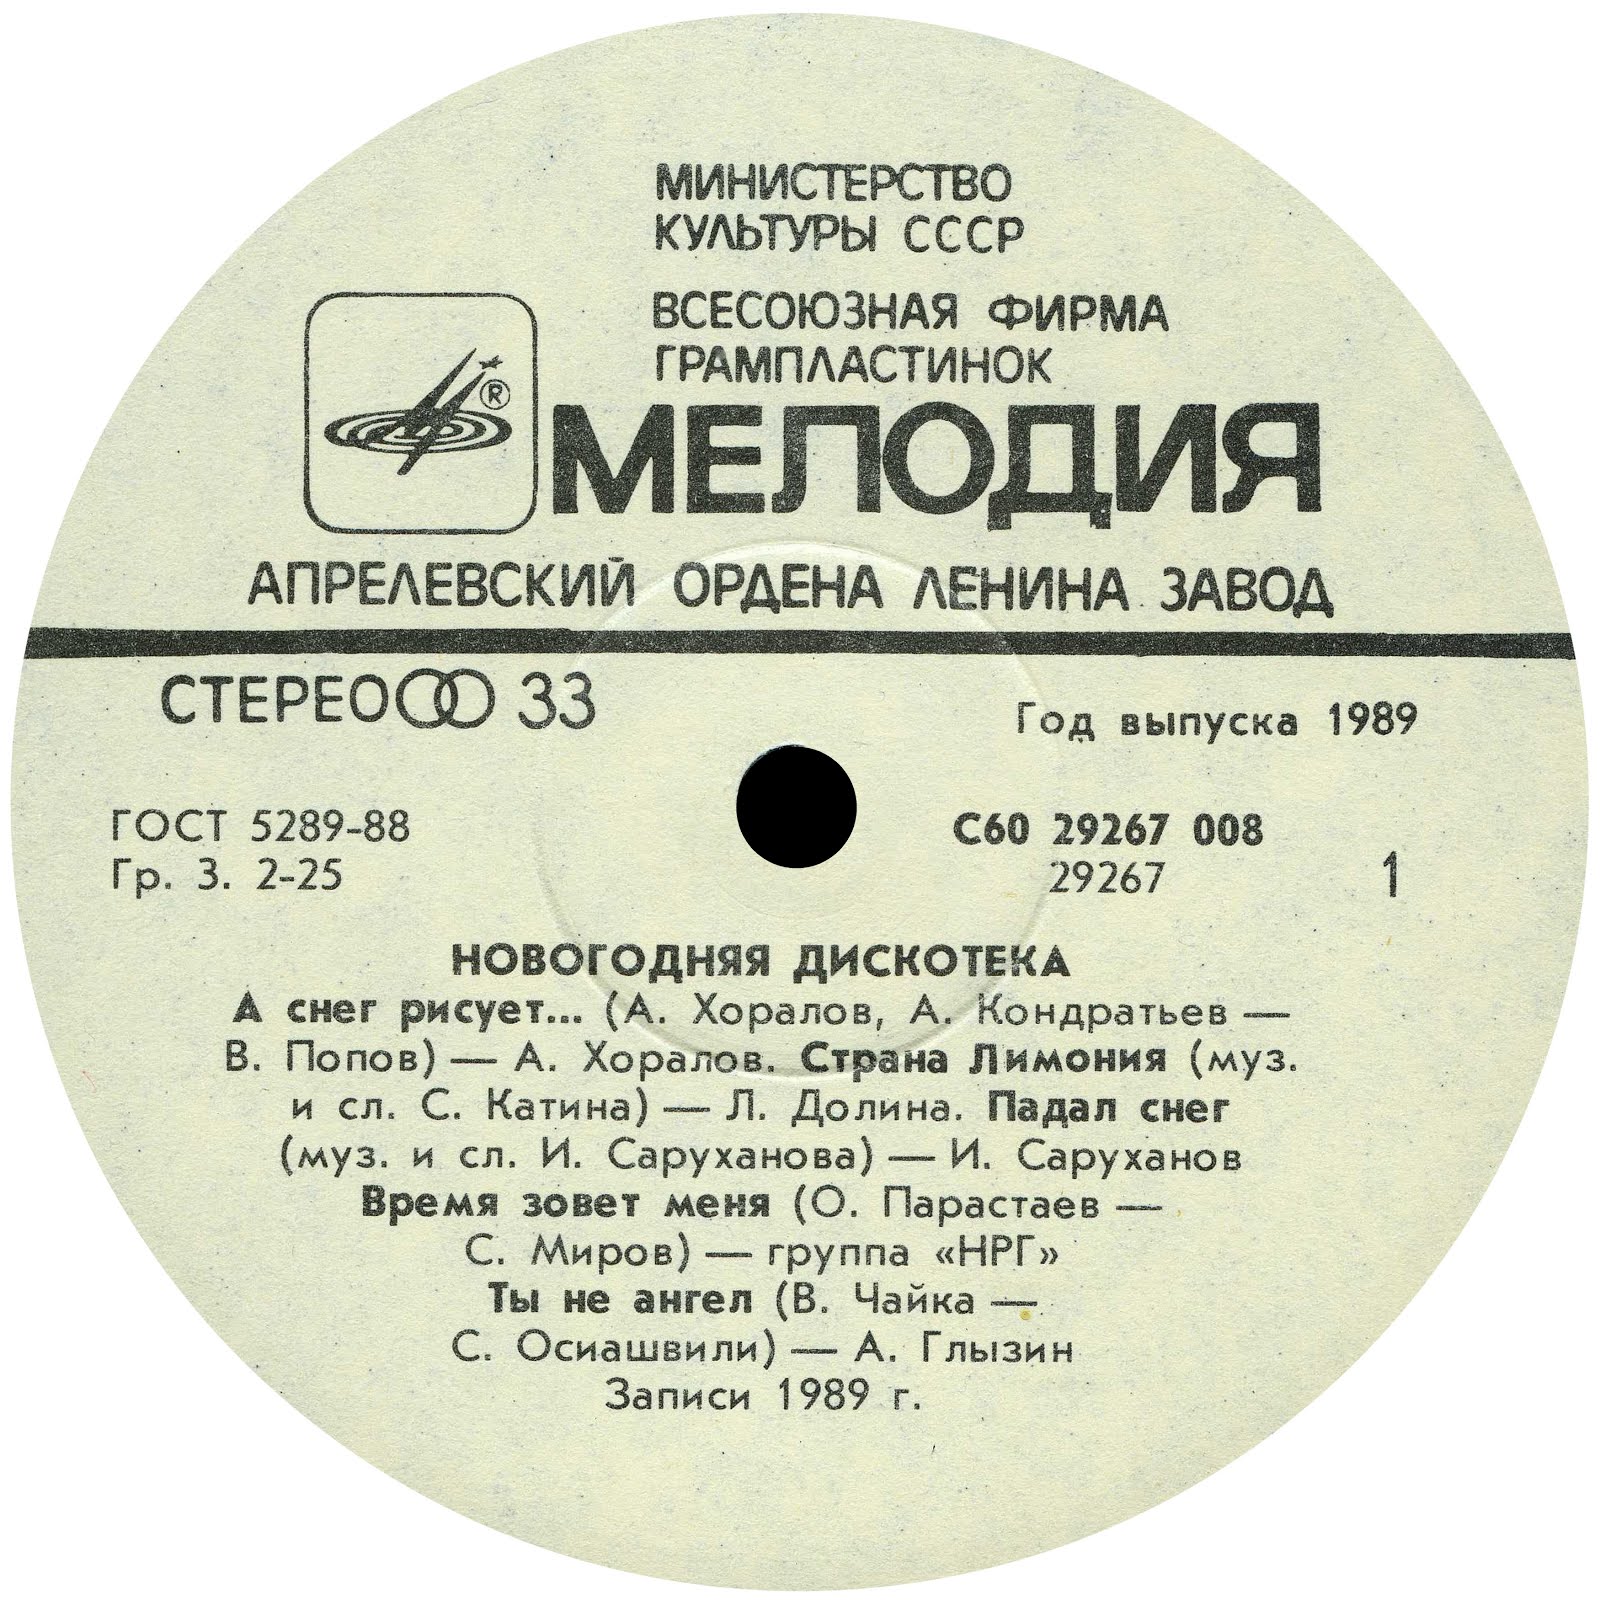 МИНИСТЕРСТВО
КУЛЬТУРЫ СССР
ВСЕСОЮЗНАЯ ФИРМА
ГРАМПЛАСТИНОК
®
МЕЛОДИЯ
АПРЕЛЕВСКИЙ ОРДЕНА ЛЕНИНА ЗАВОД
СТЕРЕО 33
Год выпуска 1989
ГОСТ 5289-88
Гр. 3. 2-25
С60 29267 008
29267
1
НОВОГОДНЯЯ ДИСКОТЕКА
А снег рисует... (А. Хоралов, А. Кондратьев —
В. Попов) — А. Хоралов. Страна Лимония (муз.
и сл. С. Катина) — Л. Долина. Падал снег
(муз. и сл. И. Саруханова) — И. Саруханов
Время зовет меня (О. Парастаев —
С. Миров) — группа «НРГ»
Ты не ангел (В. Чайка —
С. Осиашвили) — А. Глызин
Записи 1989 г.